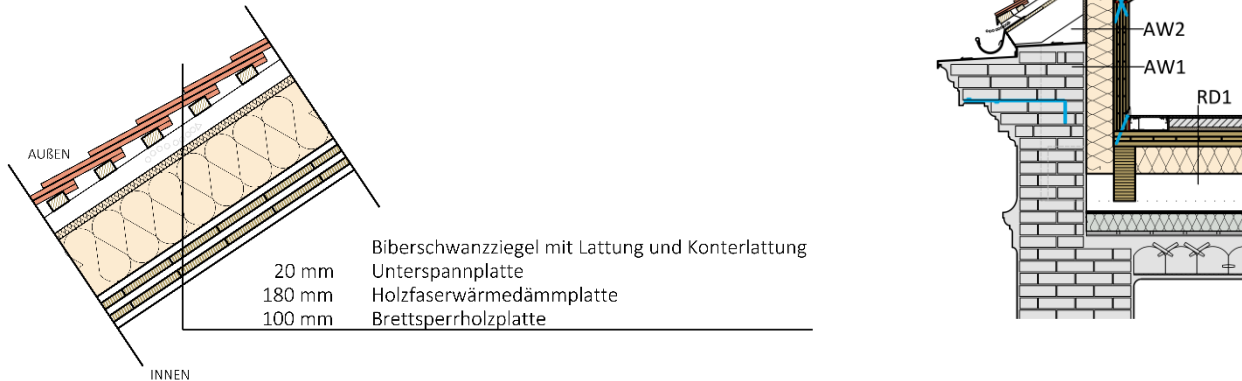 AUßEN
Biberschwanzziegel mit Lattung und Konterlattung
20 mm Unterspannplatte
180 mm Holzfaserwärmedämmplatte
100 mm Brettsperrholzplatte
INNEN
AW2
AW1
RD1